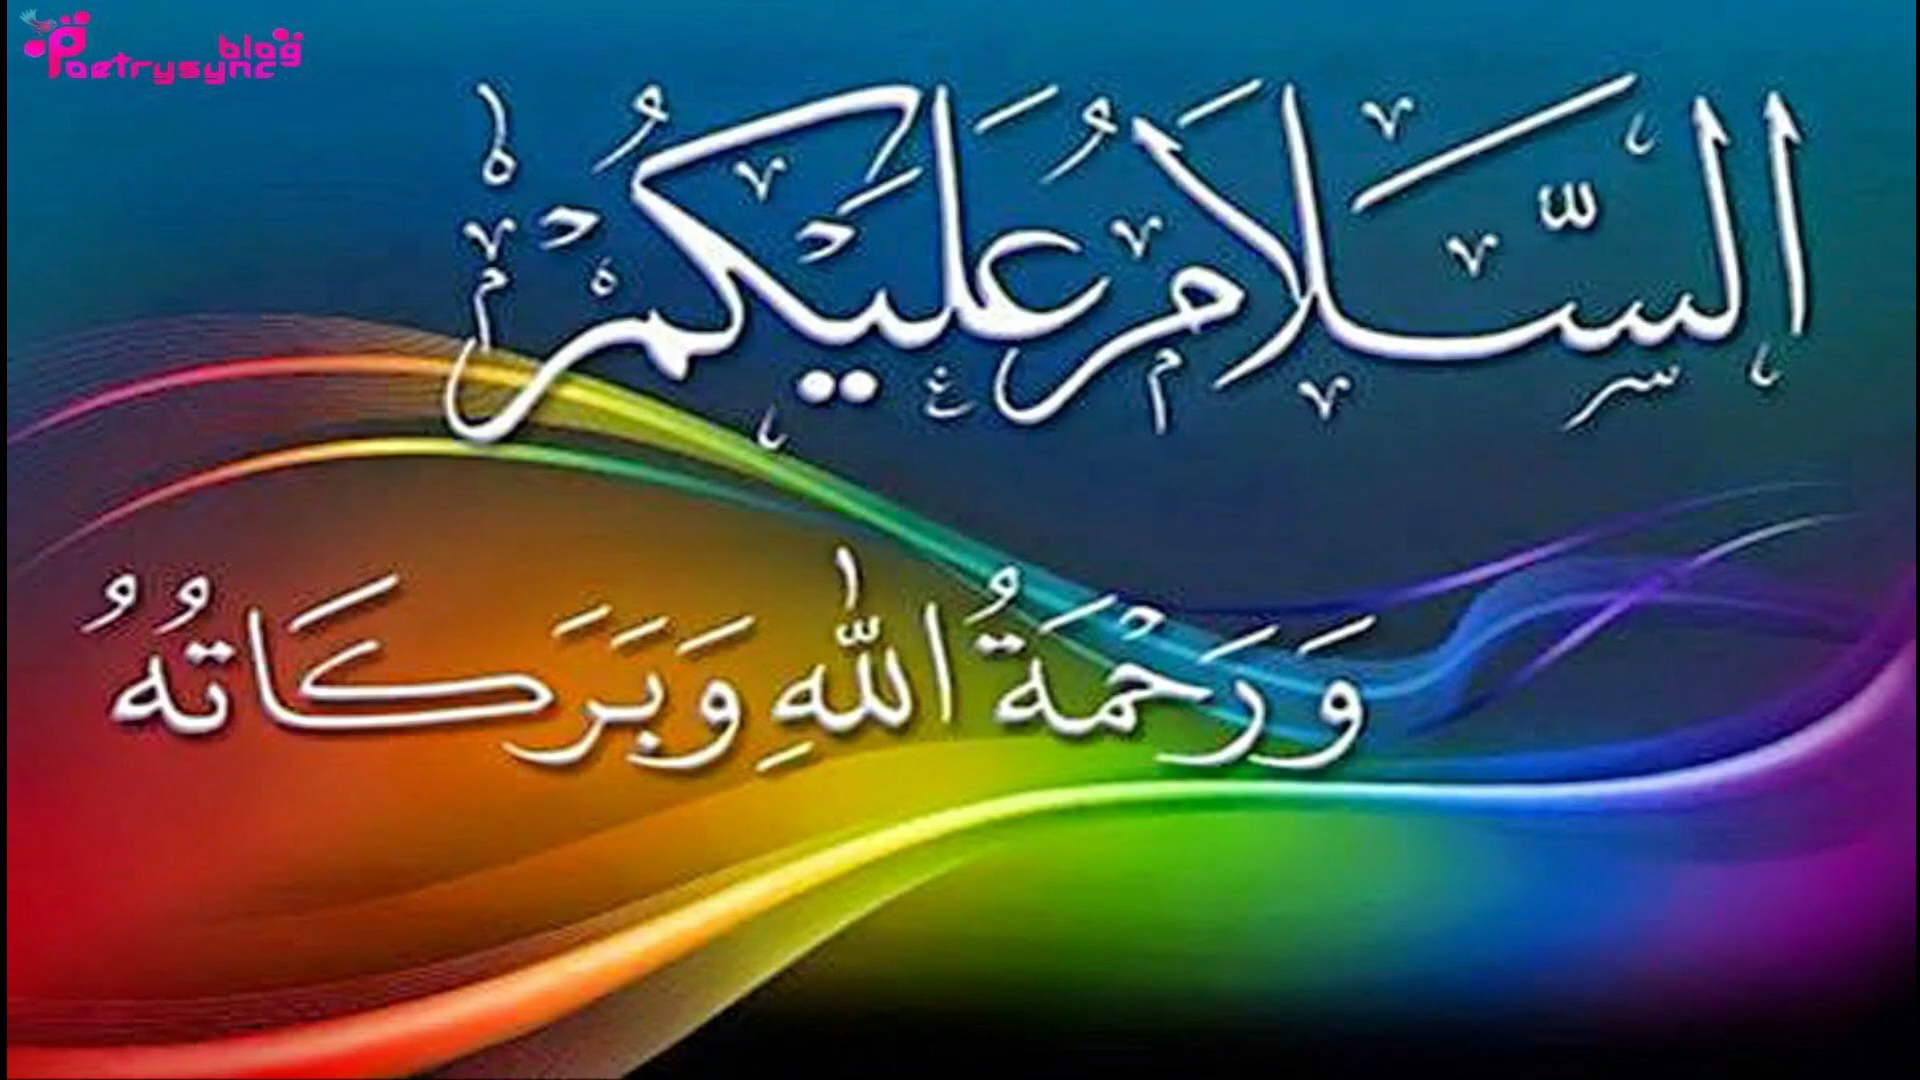 Poetrysync blog
السَّلَامُ عَلَيْكُمْ
وَرَحْمَةُ اللهِ وَبَرَكَاتُهُ